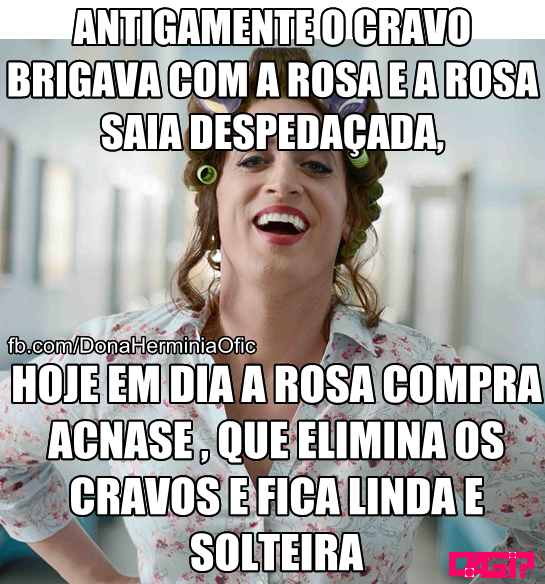 ANTIGAMENTE O CRAVO
BRIGAVA COM A ROSA E A ROSA
SAIA DESPEDAÇADA,
fb.com/DonaHerminiaOfic
HOJE EM DIA A ROSA COMPRA
ACNASE , QUE ELIMINA OS
CRAVOS E FICA LINDA E
SOLTEIRA